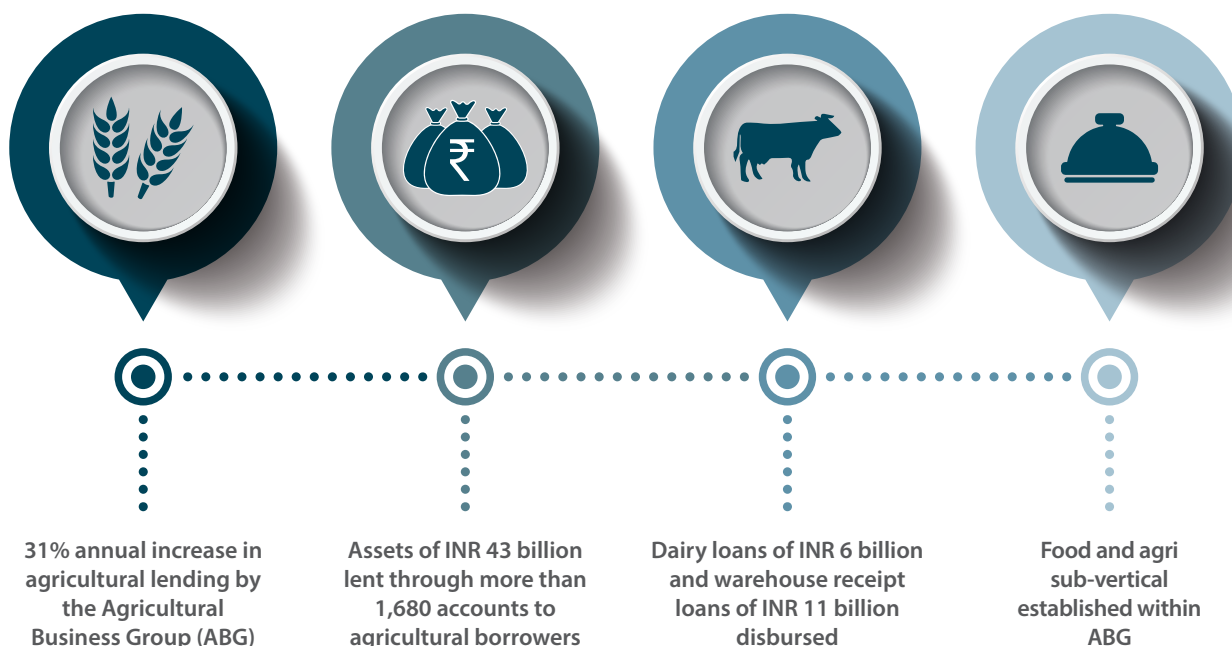 ₹
31% annual increase in
agricultural lending by
the Agricultural
Business Group (ABG)
Assets of INR 43 billion
lent through more than
1,680 accounts to
agricultural borrowers
Dairy loans of INR 6 billion
and warehouse receipt
loans of INR 11 billion
disbursed
Food and agri
sub-vertical
established within
ABG